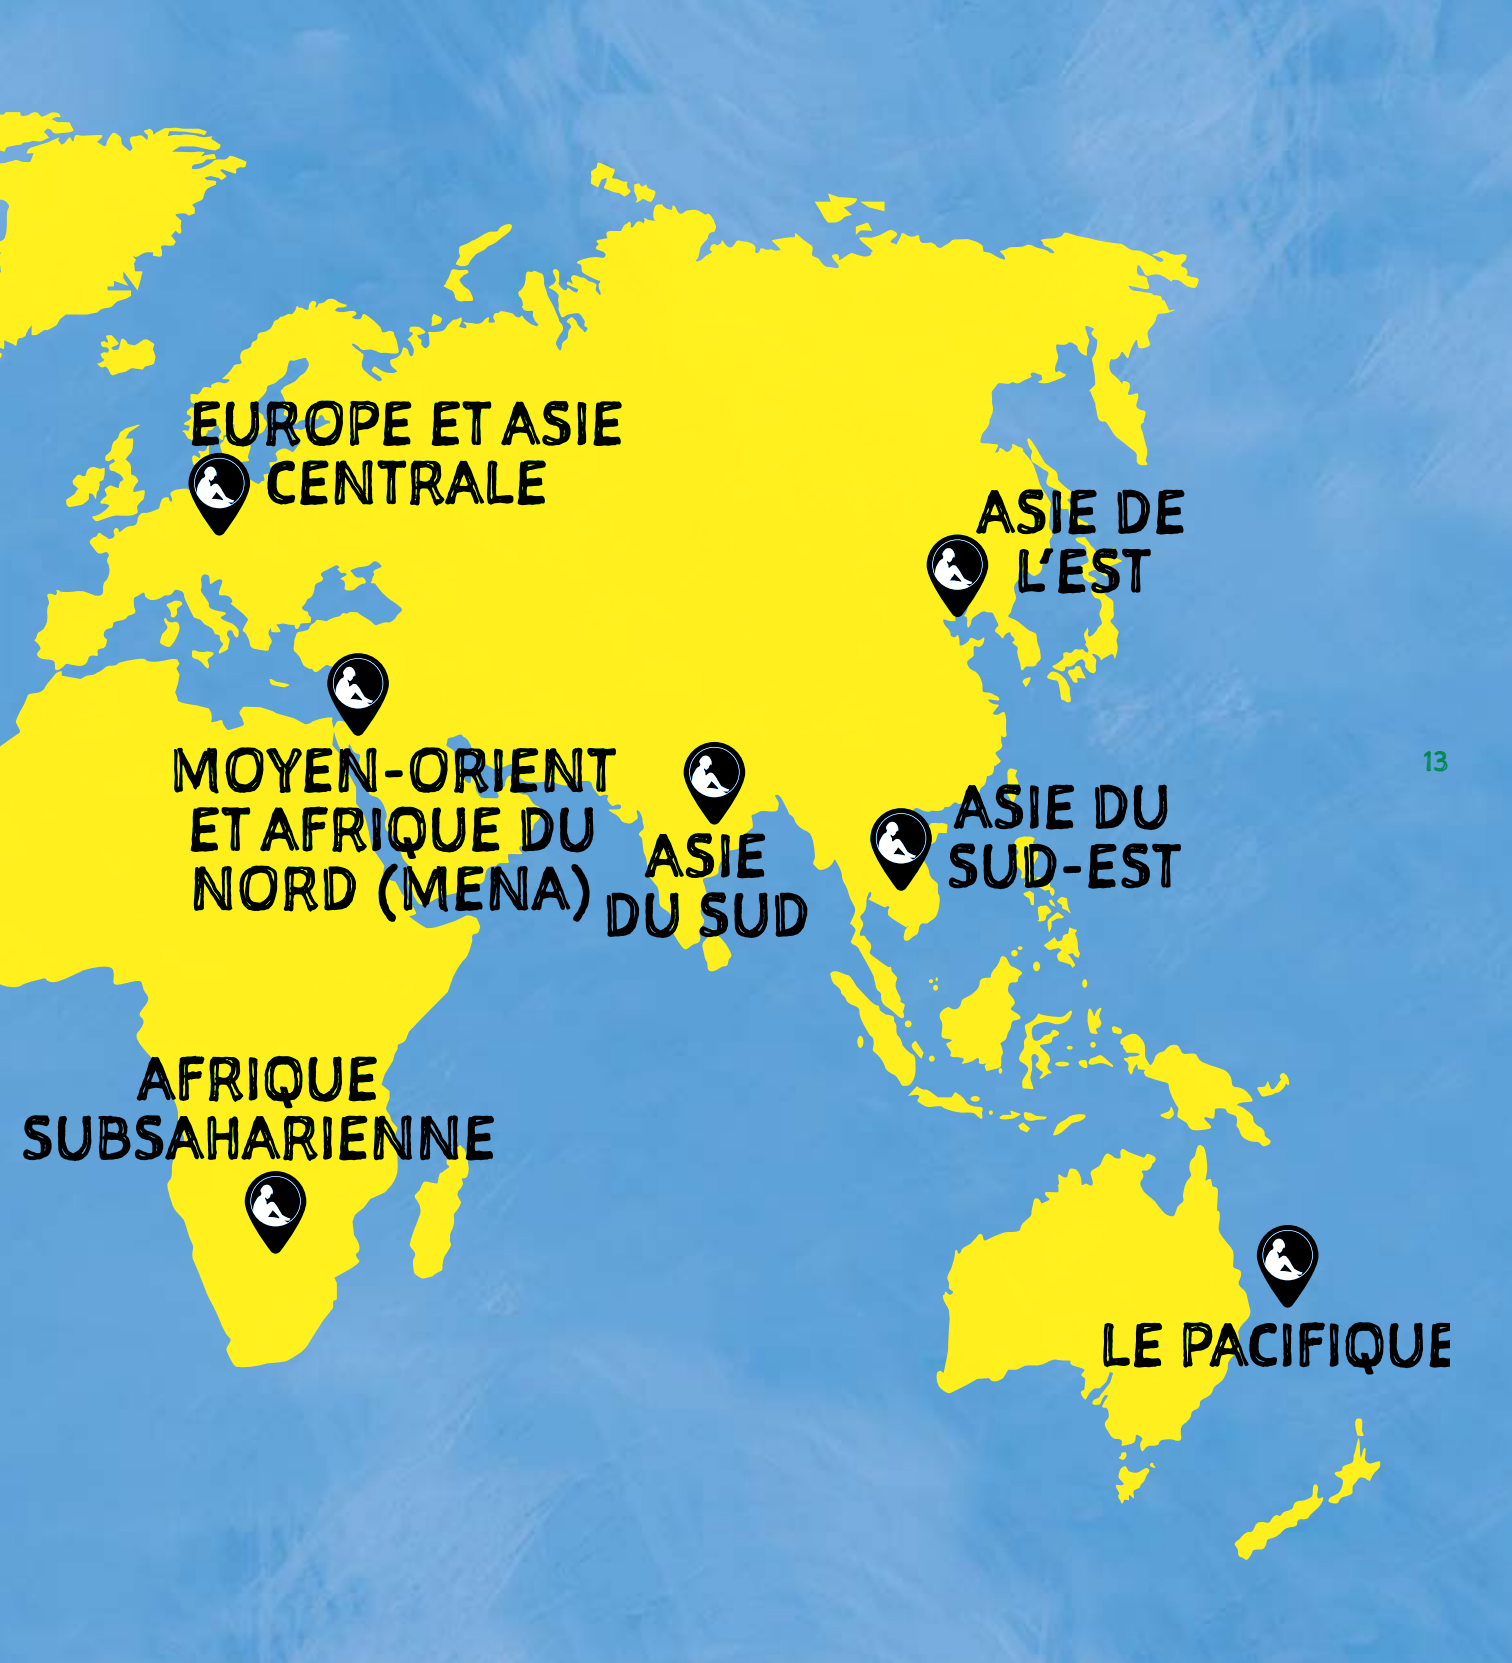 EUROPE ET ASIE
CENTRALE
ASIE DE
L’EST
MOYEN-ORIENT
ET AFRIQUE DU
NORD (MENA)
ASIE
DU SUD
ASIE DU
SUD-EST
13
AFRIQUE
SUBSAHARIENNE
LE PACIFIQUE